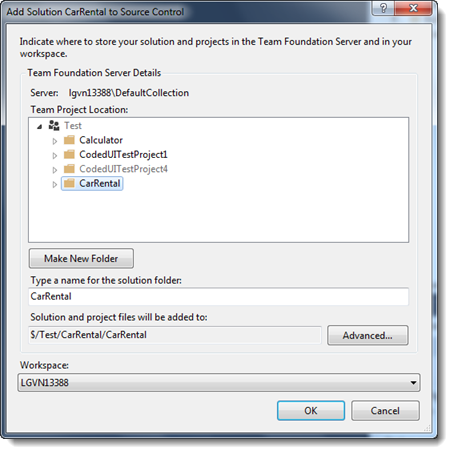 Add Solution CarRental to Source Control
Indicate where to store your solution and projects in the Team Foundation Server and in your
workspace.
Team Foundation Server Details
Server: lgvn13388\DefaultCollection
Team Project Location:
Test
Calculator
CodedUITestProject1
CodedUITestProject4
CarRental
Make New Folder
Type a name for the solution folder:
CarRental
Solution and project files will be added to:
$/Test/CarRental/CarRental
Advanced...
Workspace:
LGVN13388
OK Cancel